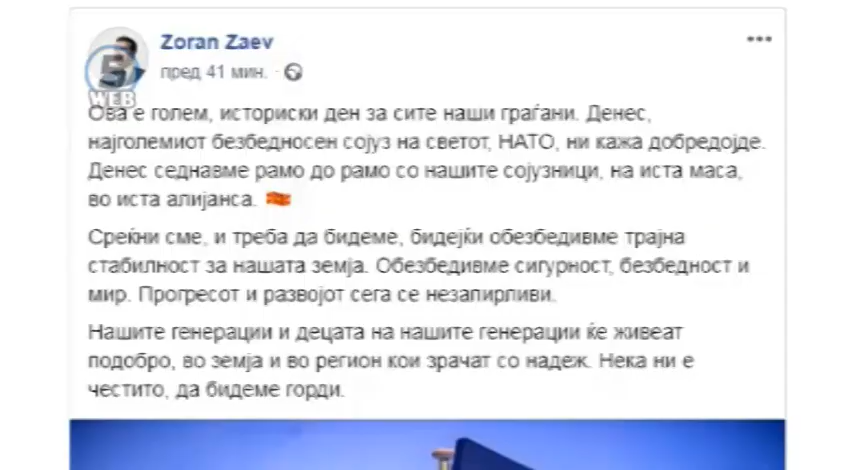 Zoran Zaev
пред 41 мин.
5
WEB
Ова е голем, историски ден за сите наши граѓани. Денес,
најголемиот безбедносен сојуз на светот, НАТО, ни кажа добредојде.
Денес седнавме рамо до рамо со нашите сојузници, на иста маса,
во иста алијанса.
Среќни сме, и треба да бидеме, бидејќи обезбедивме трајна
стабилност за нашата земја. Обезбедивме сигурност, безбедност и
мир. Прогресот и развојот сега се незапирливи.
Нашите генерации и децата на нашите генерации ќе живеат
подобро, во земја и во регион кои зрачат со надеж. Нека ни е
честито, да бидеме горди.